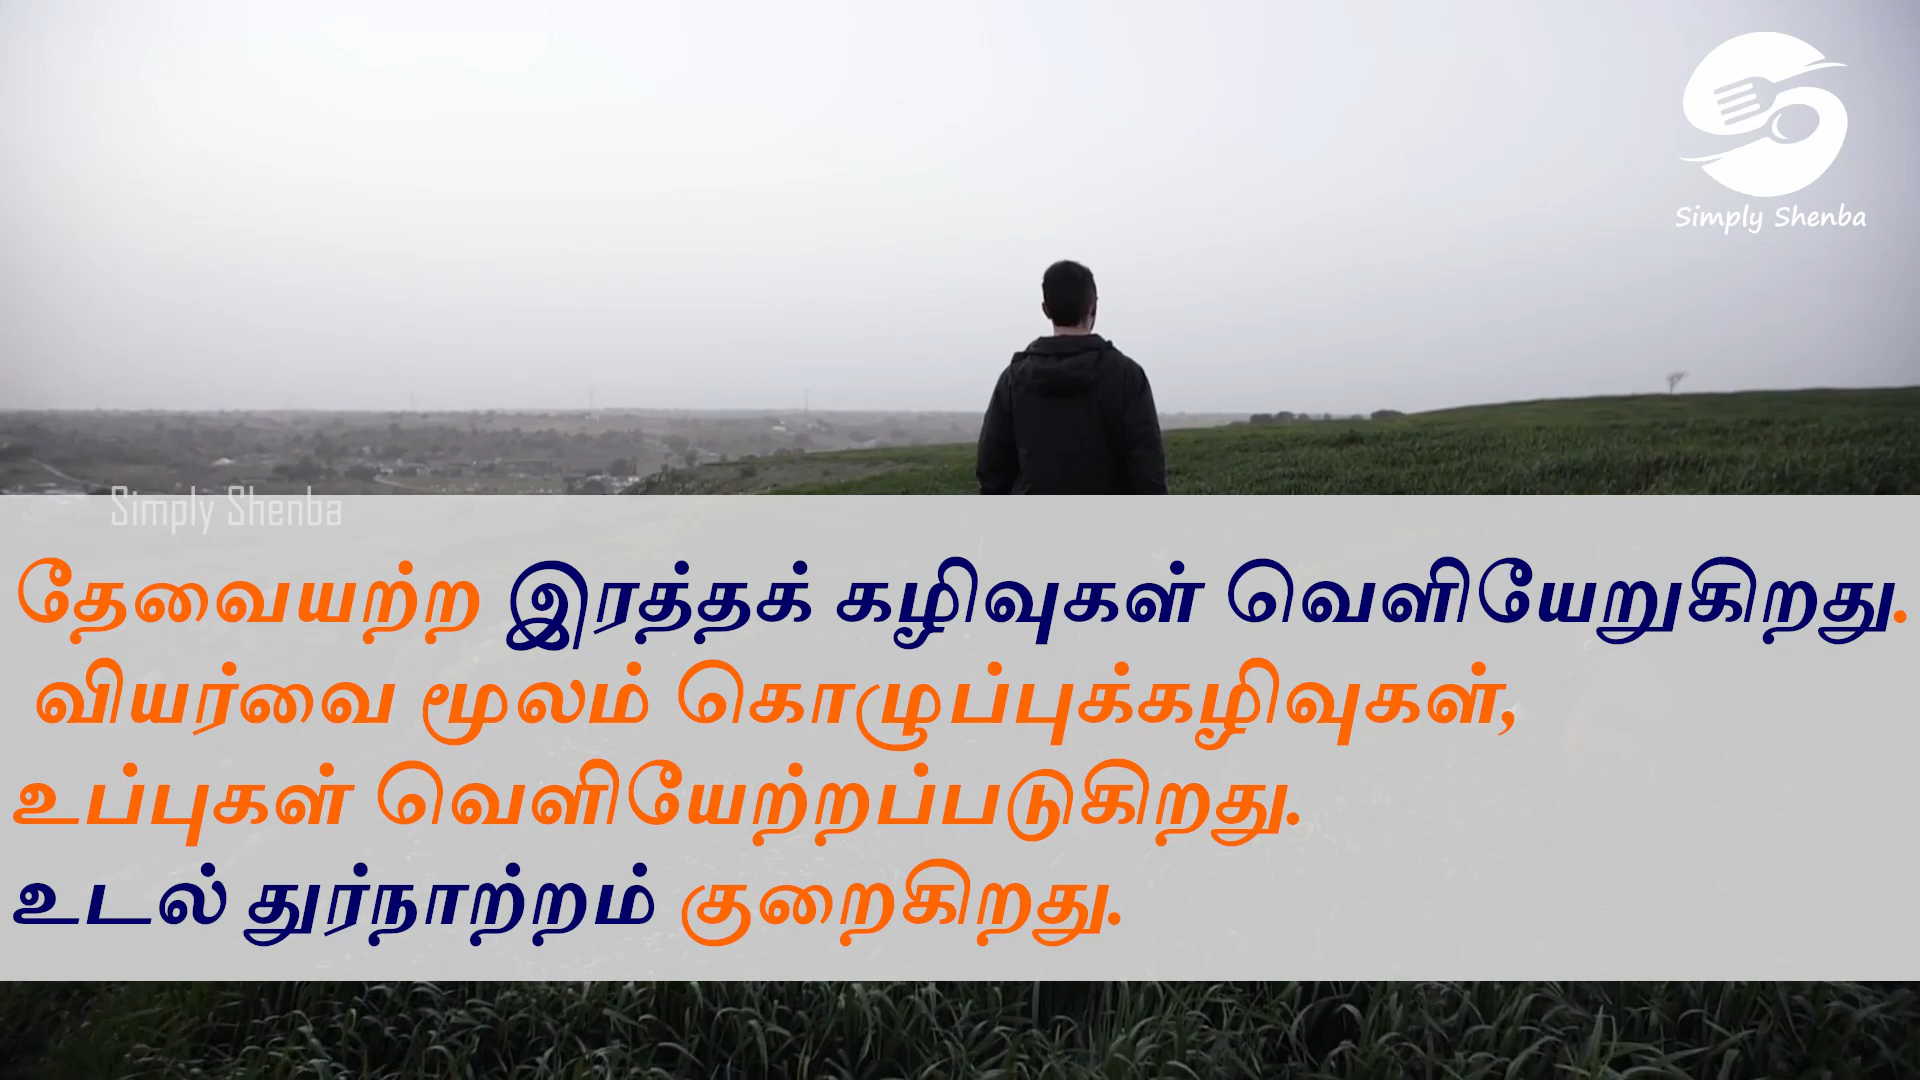 Simply Shenba
Simply Shenba
தேவையற்ற இரத்தக் கழிவுகள் வெளியேறுகிறது.
வியர்வை மூலம் கொழுப்புக்கழிவுகள்,
உப்புகள் வெளியேற்றப்படுகிறது.
உடல் துர்நாற்றம் குறைகிறது.